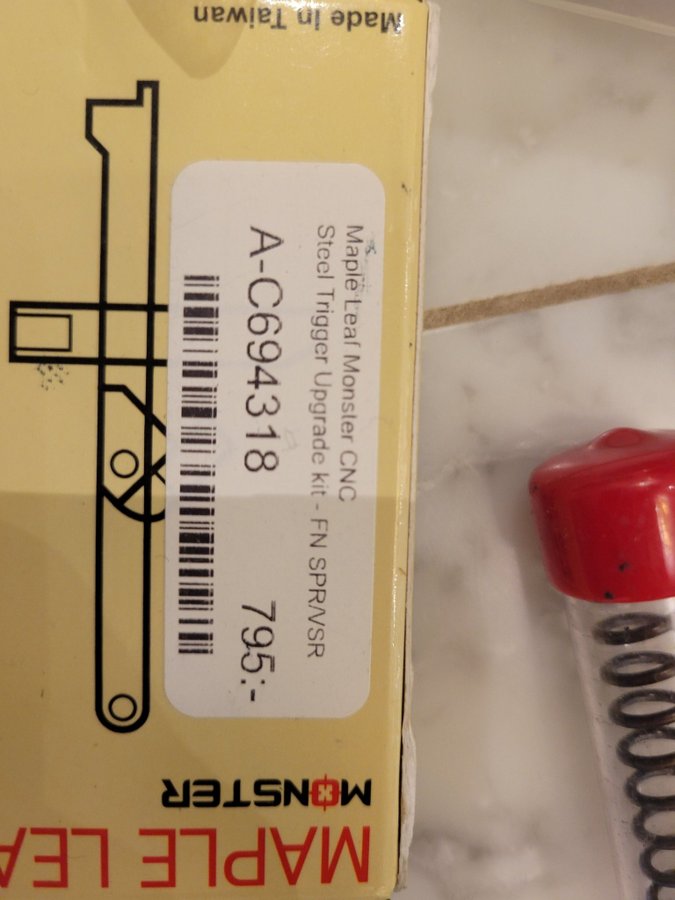 Made In Taiwan
Maple Leaf Monster CNC
Steel Trigger Upgrade kit - FN SPR/VSR
A-C694318 795:-
MONSTER
MAPLE LEA